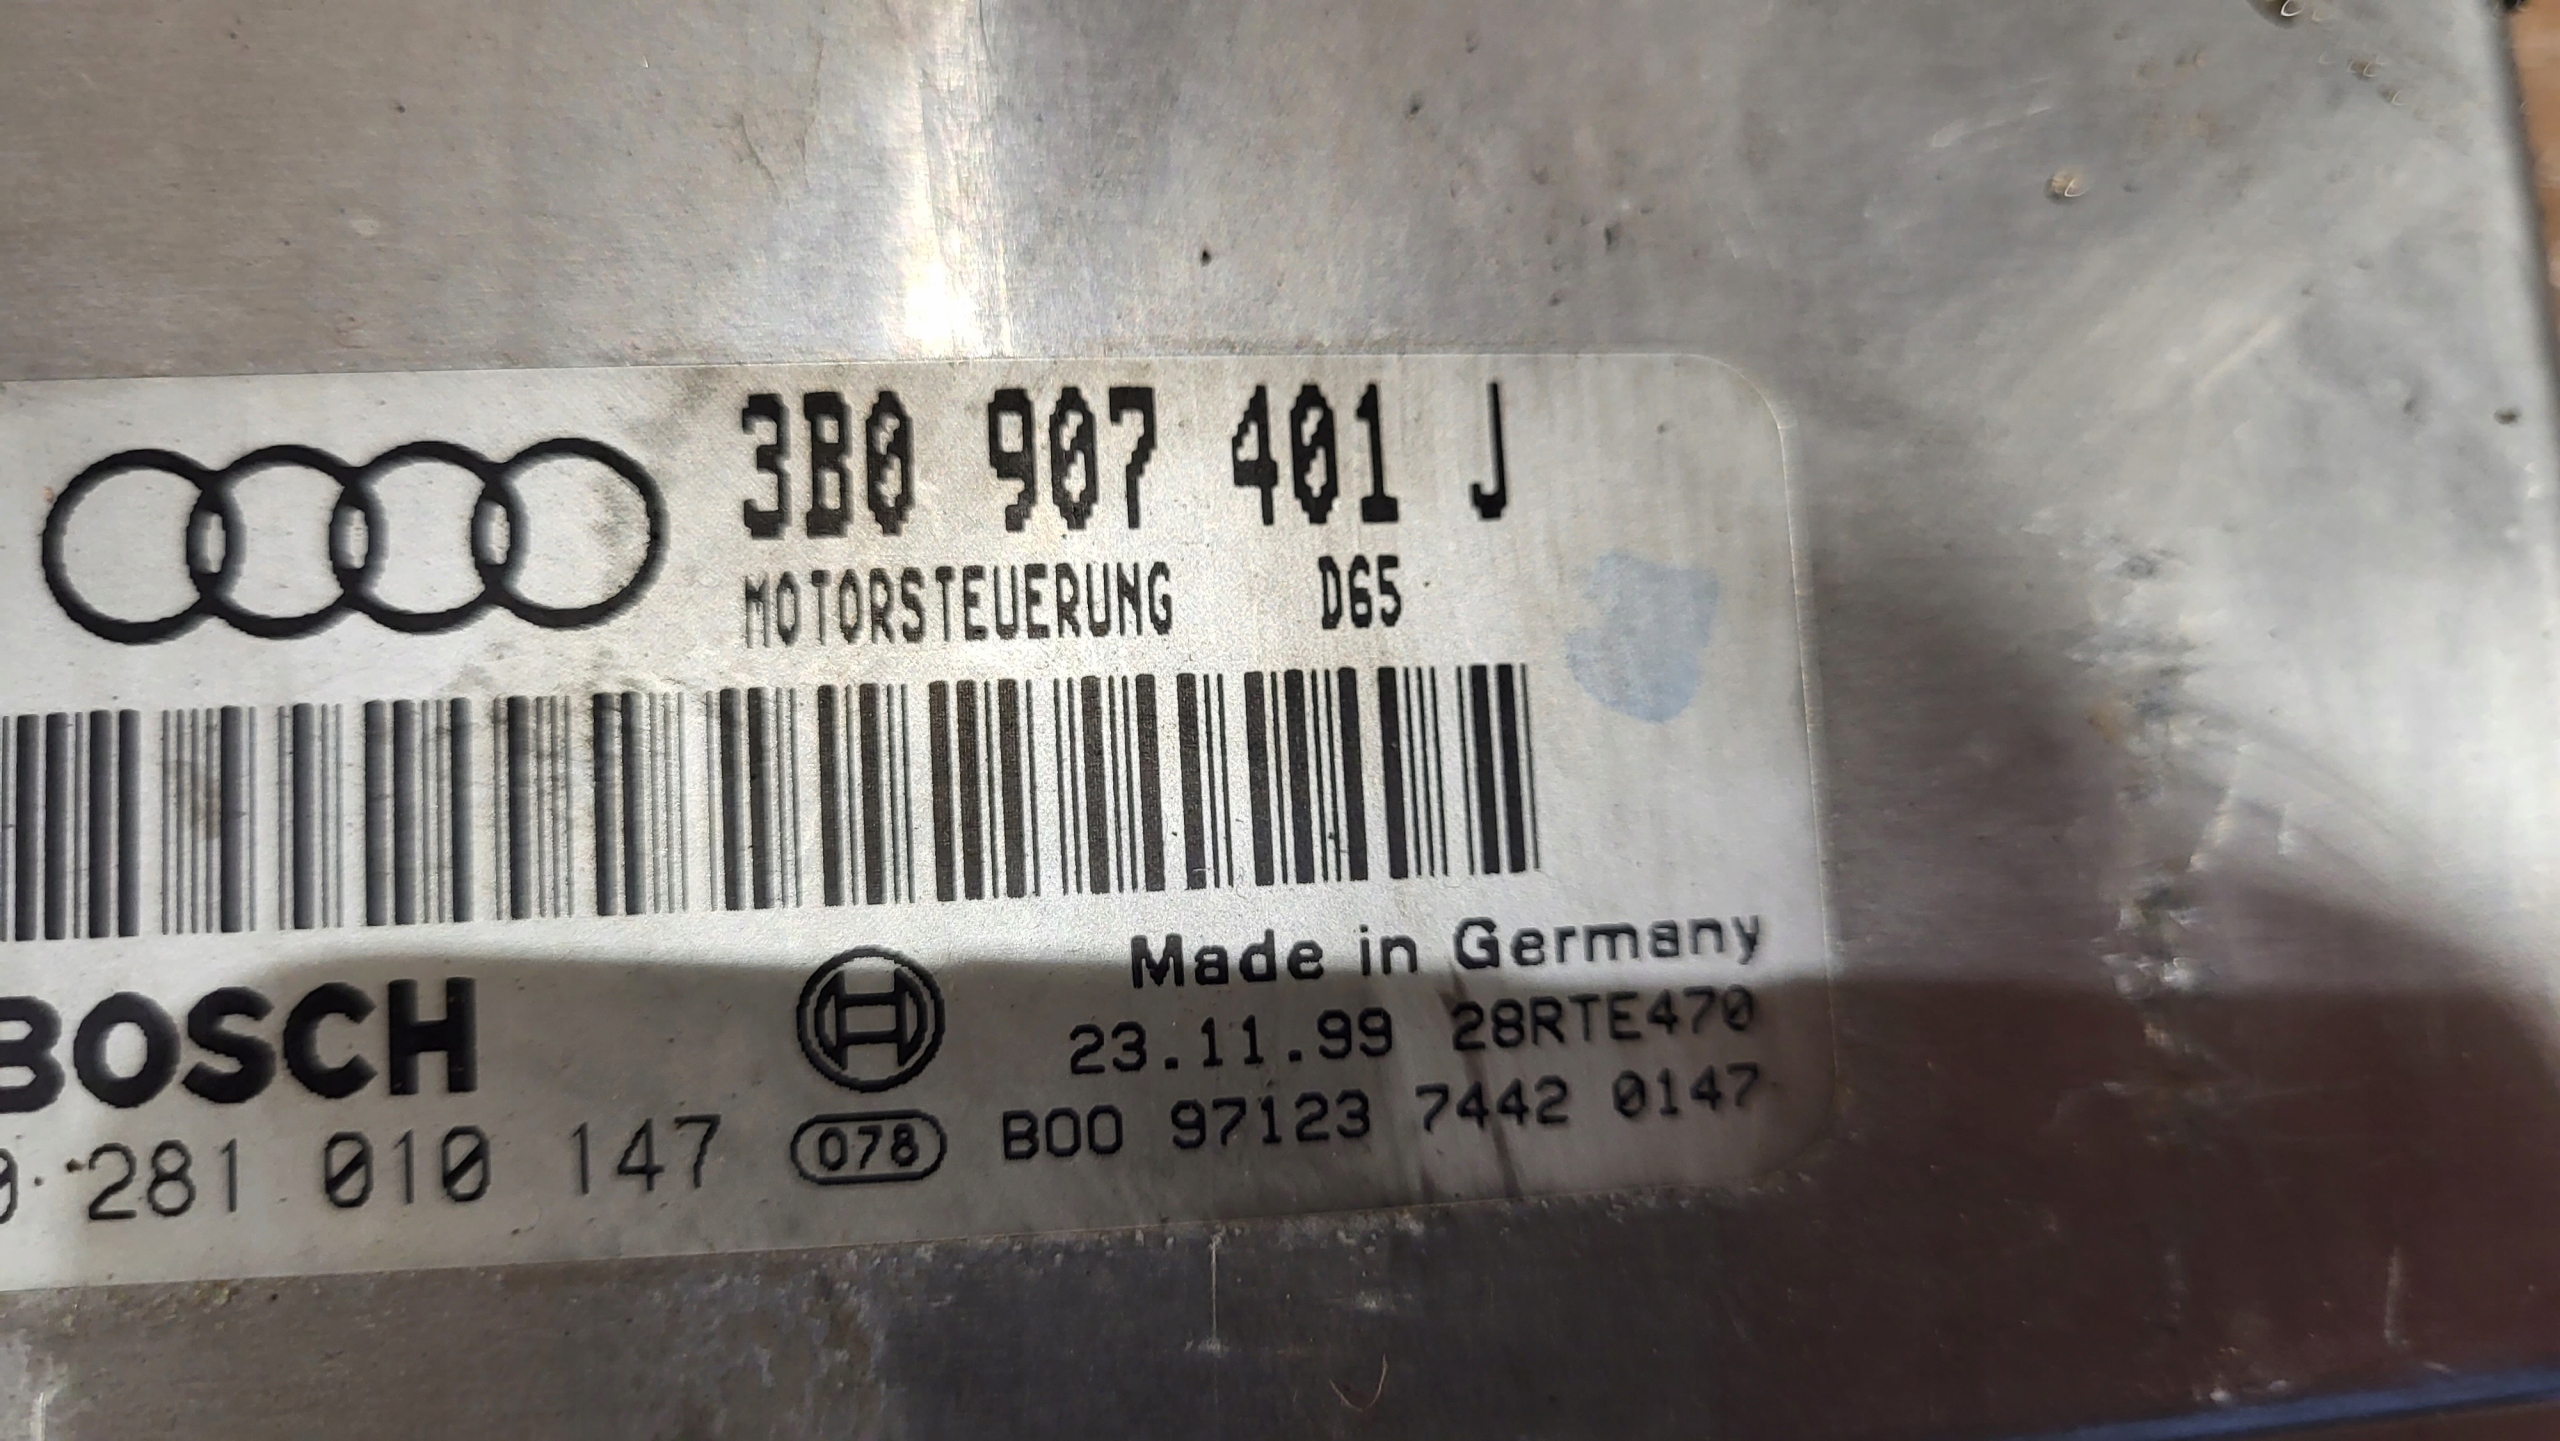 3B0 907 401 J
MOTORSTEUERUNG D65
BOSCH
Made in Germany
23.11.99 28RTE470
0 281 010 147 078 B00 97123 7442 0147